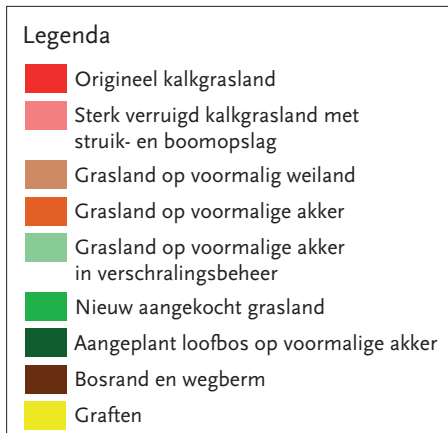 Legenda
Origineel kalkgrasland
Sterk verruigd kalkgrasland met
struik- en boomopslag
Grasland op voormalig weiland
Grasland op voormalige akker
Grasland op voormalige akker
in verschralingsbeheer
Nieuw aangekocht grasland
Aangeplant loofbos op voormalige akker
Bosrand en wegberm
Graften